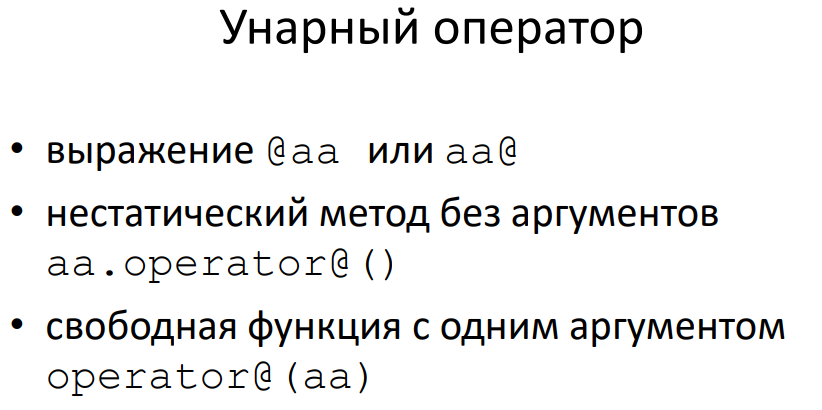 Унарный оператор
• выражение @aa или aa@
• нестатический метод без аргументов
aa.operator@()
• свободная функция с одним аргументом
operator@(aa)